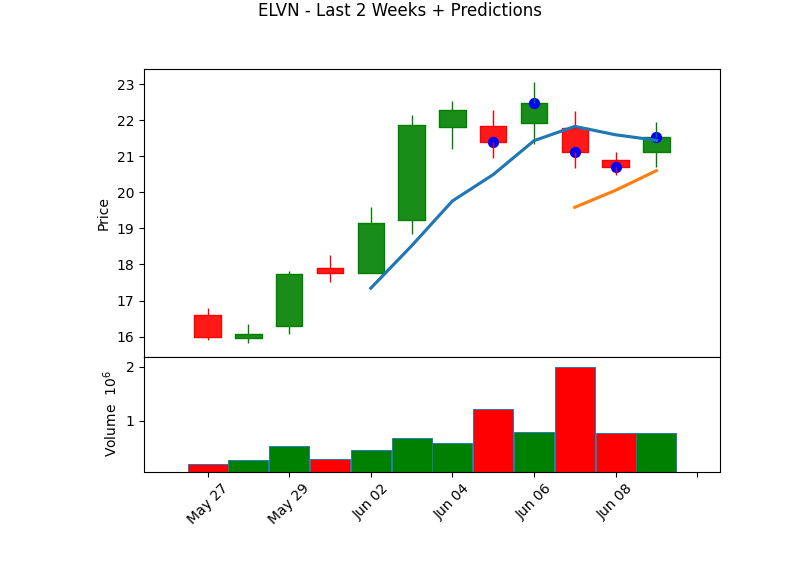 ELVN - Last 2 Weeks + Predictions
23
22
21
20
19
18
17
16
Price
2
1
Volume 10^6
May 27
May 29
Jun 02
Jun 04
Jun 06
Jun 08